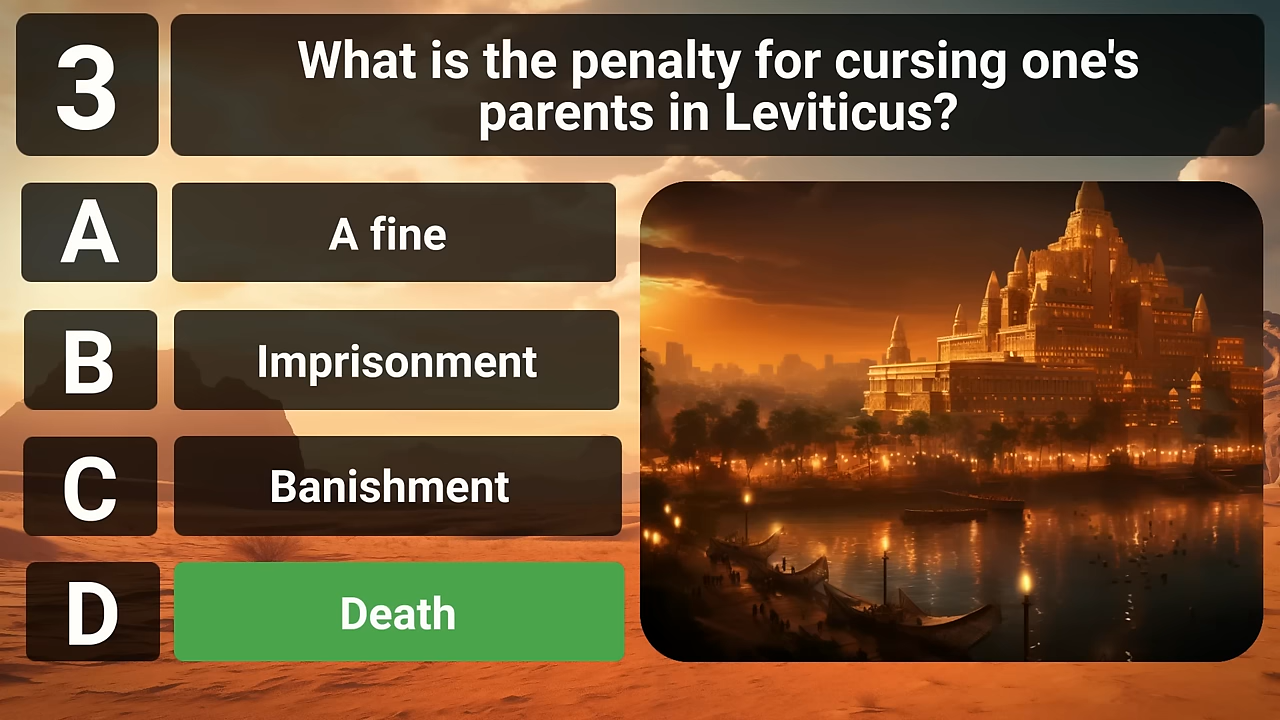 3
What is the penalty for cursing one's
parents in Leviticus?
A
A fine
B
Imprisonment
C
Banishment
D
Death